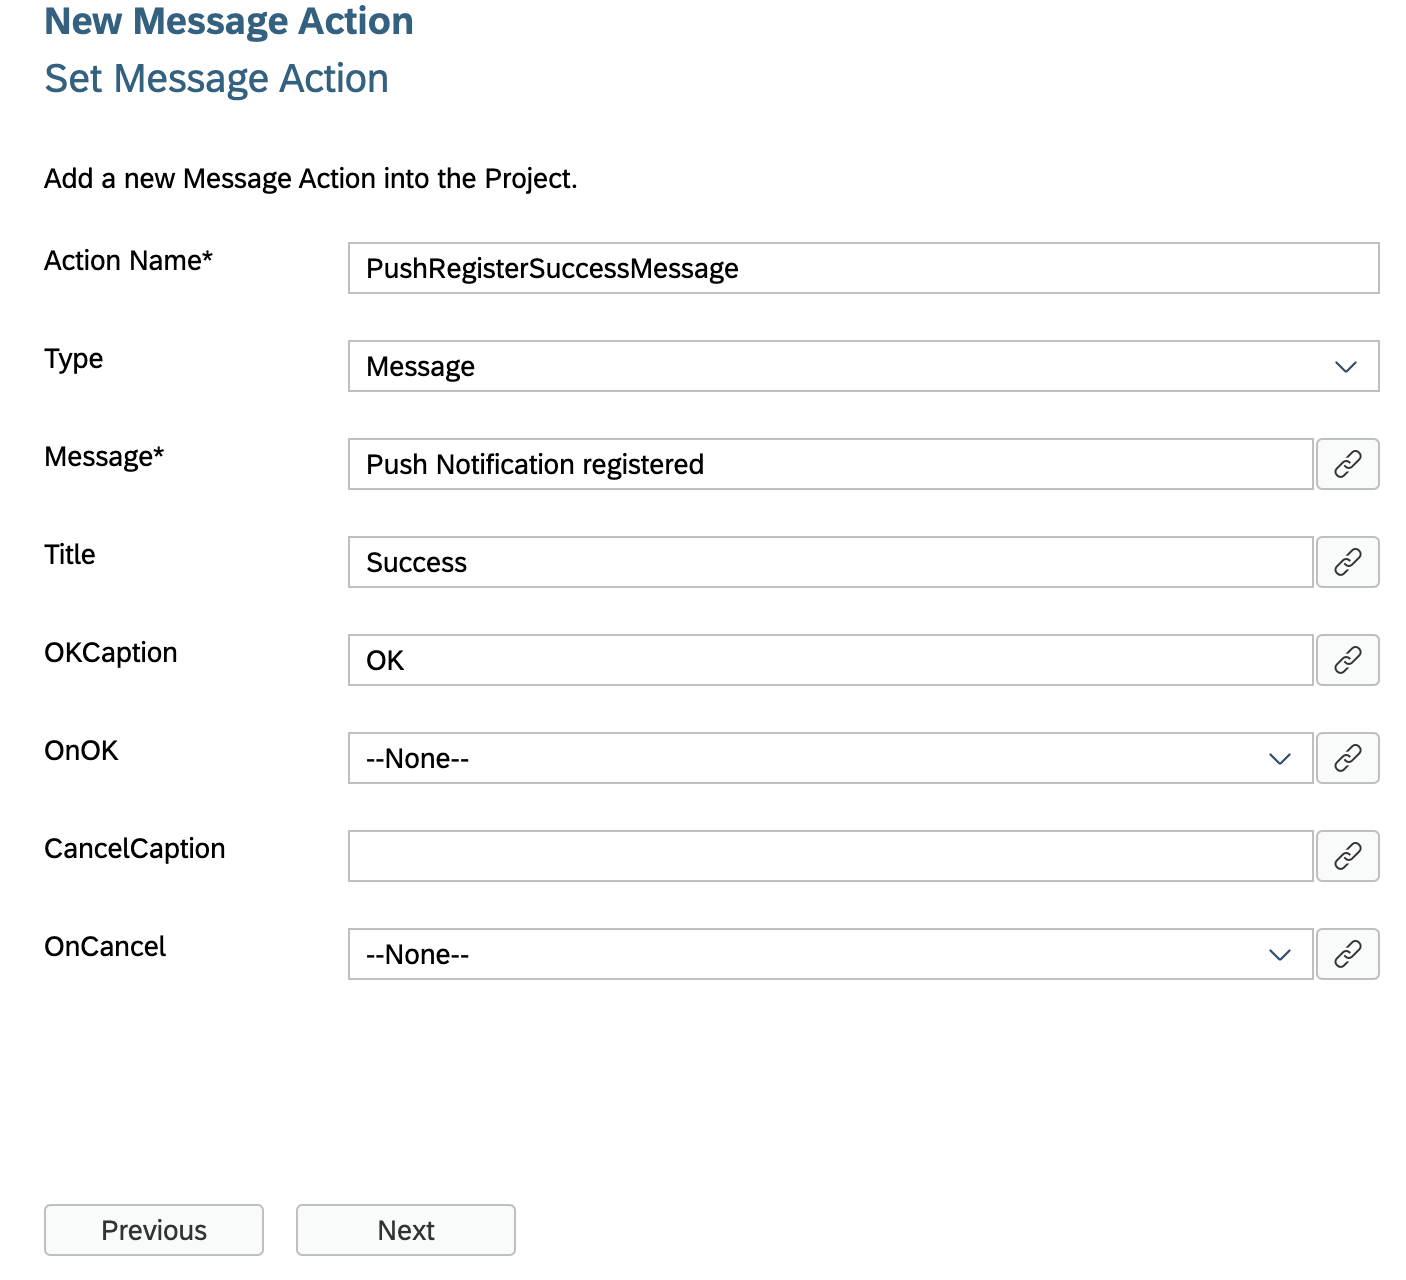 New Message Action
Set Message Action
Add a new Message Action into the Project.
Action Name* PushRegisterSuccessMessage
Type Message
Message* Push Notification registered
Title Success
OKCaption OK
OnOK --None--
CancelCaption
OnCancel --None--
Previous Next